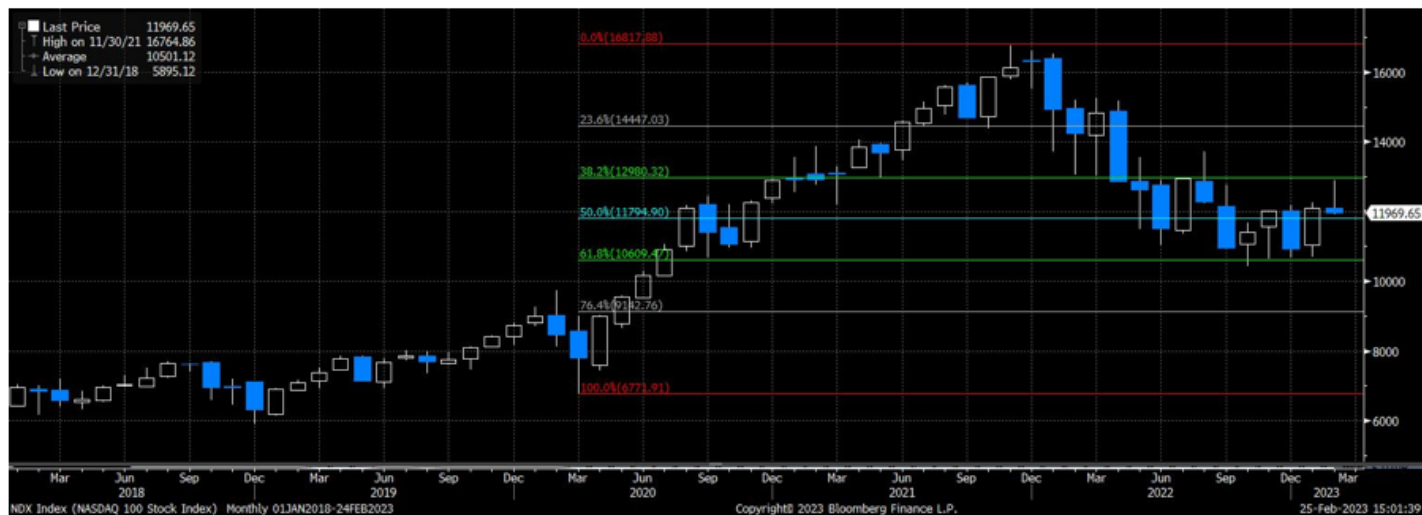 Last Price 11969.65
High on 11/30/21 16764.86
Average 10501.12
Low on 12/31/18 5895.12
0.0%(16817.88)
16000
23.6%(14447.03)
14000
38.2%(12980.32)
12000
50.0%(11794.90)
11969.65
61.8%(10609.47)
10000
76.4%(9142.76)
8000
100.0%(6771.91)
6000
Mar Jun Sep Dec Mar Jun Sep Dec Mar Jun Sep Dec Mar Jun Sep Dec Mar Jun Sep Dec Mar
2018 2019 2020 2021 2022 2023
NDX Index (NASDAQ 100 Stock Index) Monthly 01JAN2018-24FEB2023 Copyright© 2023 Bloomberg Finance L.P. 25-Feb-2023 15:01:39